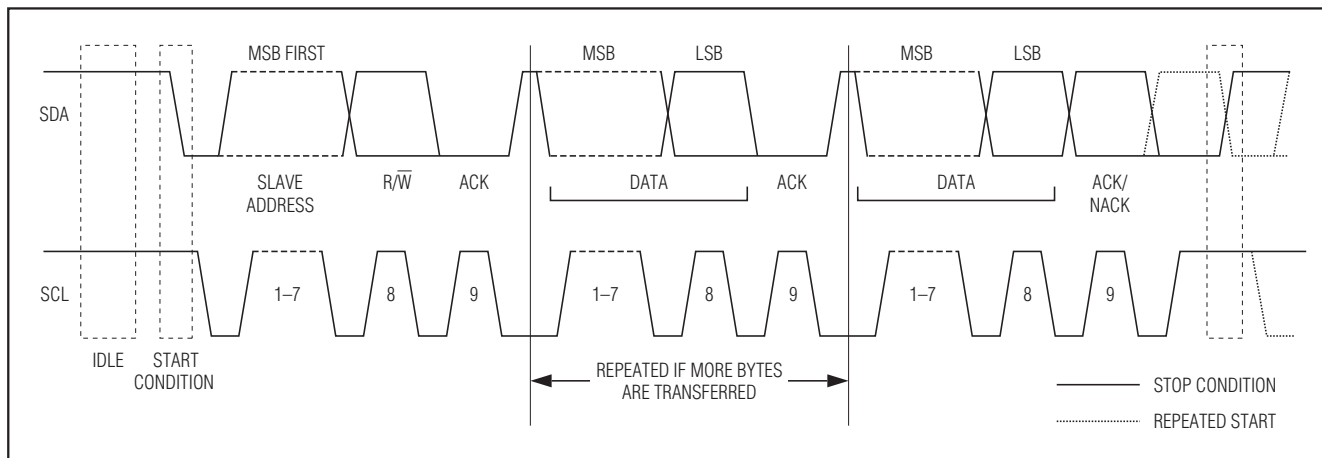 MSB FIRST MSB LSB MSB LSB
SDA
SLAVE
ADDRESS
R/W̅
ACK
DATA
ACK
DATA
ACK/
NACK
SCL
1–7 8 9 1–7 8 9 1–7 8 9
IDLE
START
CONDITION
REPEATED IF MORE BYTES
ARE TRANSFERRED
STOP CONDITION
REPEATED START